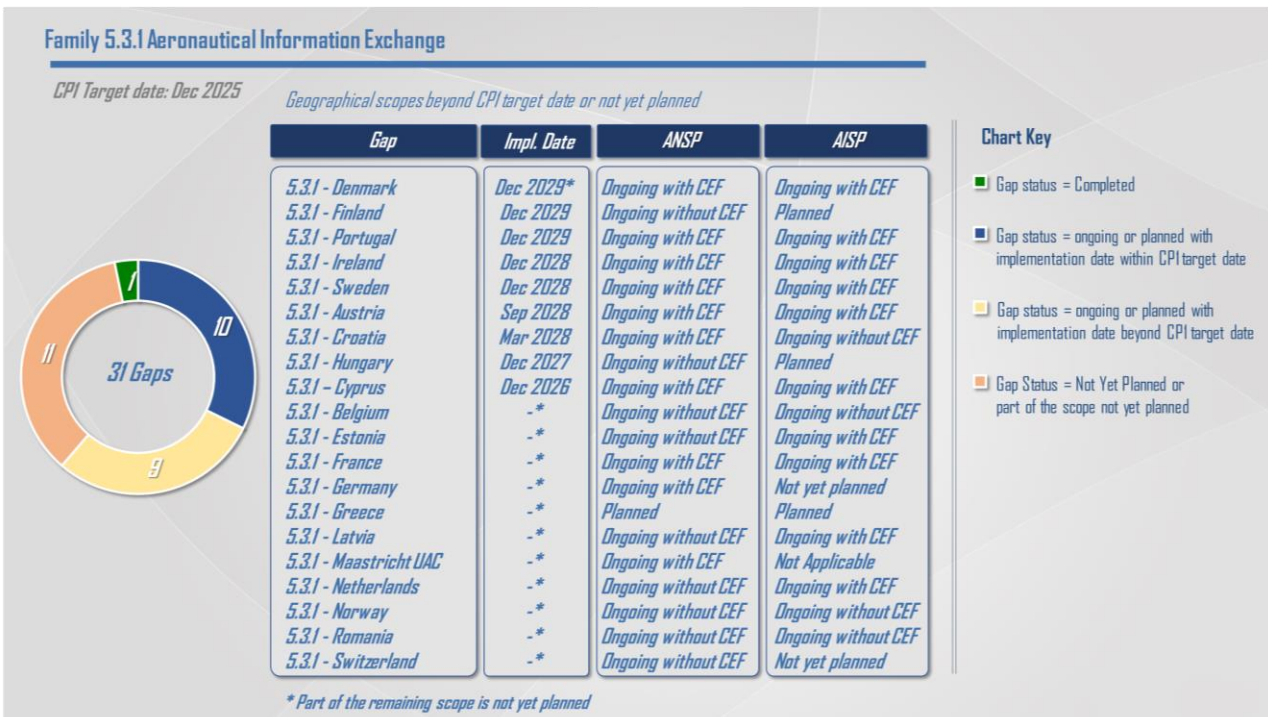 Family 5.3.1 Aeronautical Information Exchange
CP1 Target date: Dec 2025
Geographical scopes beyond CP1 target date or not yet planned
Gap Impl. Date ANSP AISP
5.3.1 - Denmark Dec 2029* Ongoing with CEF Ongoing with CEF
5.3.1 - Finland Dec 2029 Ongoing without CEF Planned
5.3.1 - Portugal Dec 2029 Ongoing with CEF Ongoing with CEF
5.3.1 - Ireland Dec 2028 Ongoing with CEF Ongoing with CEF
5.3.1 - Sweden Dec 2028 Ongoing with CEF Ongoing with CEF
5.3.1 - Austria Sep 2028 Ongoing with CEF Ongoing with CEF
5.3.1 - Croatia Mar 2028 Ongoing with CEF Ongoing without CEF
5.3.1 - Hungary Dec 2027 Ongoing without CEF Planned
5.3.1 – Cyprus Dec 2026 Ongoing with CEF Ongoing with CEF
5.3.1 - Belgium -* Ongoing without CEF Ongoing without CEF
5.3.1 - Estonia -* Ongoing without CEF Ongoing with CEF
5.3.1 - France -* Ongoing with CEF Ongoing with CEF
5.3.1 - Germany -* Ongoing with CEF Not yet planned
5.3.1 - Greece -* Planned Planned
5.3.1 - Latvia -* Ongoing without CEF Ongoing with CEF
5.3.1 - Maastricht UAC -* Ongoing with CEF Not Applicable
5.3.1 - Netherlands -* Ongoing without CEF Ongoing with CEF
5.3.1 - Norway -* Ongoing without CEF Ongoing without CEF
5.3.1 - Romania -* Ongoing without CEF Ongoing without CEF
5.3.1 - Switzerland -* Ongoing without CEF Not yet planned
* Part of the remaining scope is not yet planned
1
10
11
9
31 Gaps
Chart Key
Gap status = Completed
Gap status = ongoing or planned with
implementation date within CP1 target date
Gap status = ongoing or planned with
implementation date beyond CP1 target date
Gap Status = Not Yet Planned or
part of the scope not yet planned